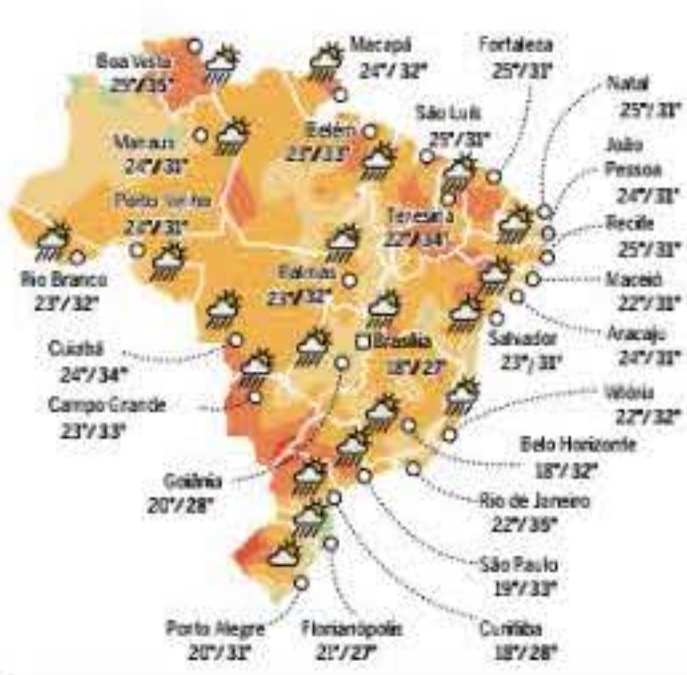 Macapá
24°/32°
Fortaleza
25°/31°
Boa Vista
25°/35°
Natal
25°/31°
São Luís
25°/31°
Belém
23°/33°
Manaus
24°/31°
João
Pessoa
24°/31°
Porto Velho
24°/31°
Teresina
22°/34°
Recife
25°/31°
Rio Branco
23°/32°
Palmas
23°/32°
Maceió
22°/31°
Salvador
23°/31°
Aracaju
24°/31°
Brasília
18°/27°
Cuiabá
24°/34°
Campo Grande
23°/33°
Vitória
22°/32°
Belo Horizonte
18°/32°
Goiânia
20°/28°
Rio de Janeiro
22°/35°
São Paulo
19°/33°
Porto Alegre
20°/31°
Florianópolis
21°/27°
Curitiba
18°/28°